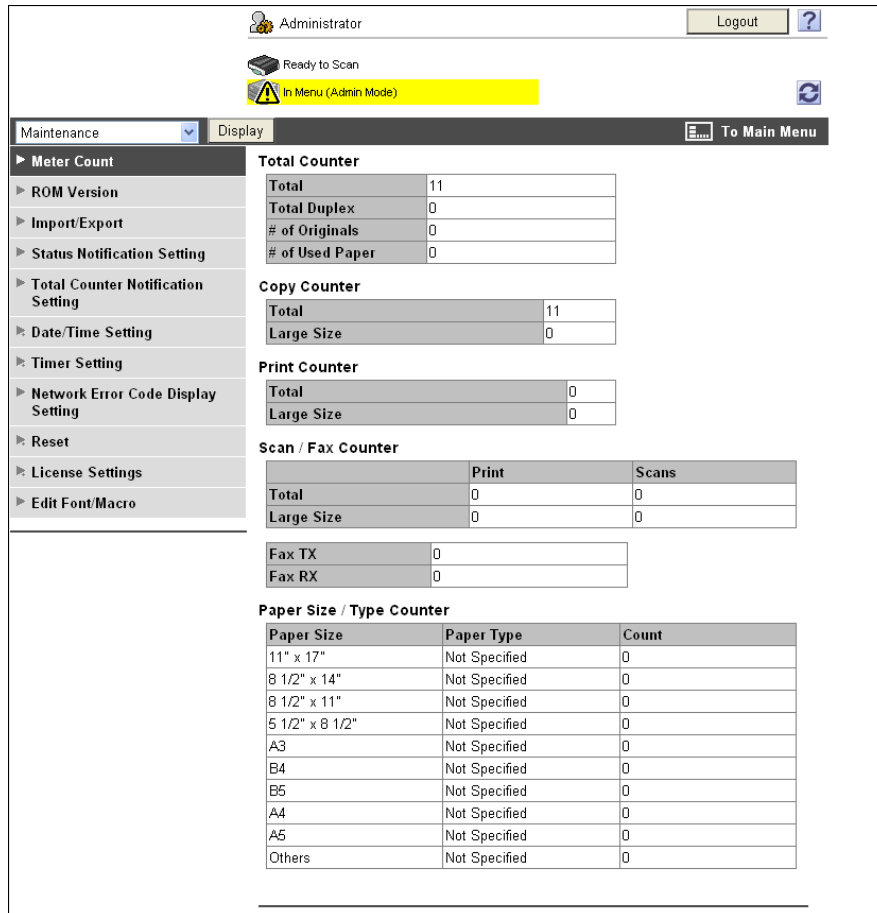 Administrator
Logout
?
Ready to Scan
In Menu (Admin Mode)
Maintenance
Display
To Main Menu
Meter Count
ROM Version
Import/Export
Status Notification Setting
Total Counter Notification
Setting
Date/Time Setting
Timer Setting
Network Error Code Display
Setting
Reset
License Settings
Edit Font/Macro
Total Counter
Total 11
Total Duplex 0
# of Originals 0
# of Used Paper 0
Copy Counter
Total 11
Large Size 0
Print Counter
Total 0
Large Size 0
Scan / Fax Counter
Print Scans
Total 0 0
Large Size 0 0
Fax TX 0
Fax RX 0
Paper Size / Type Counter
Paper Size Paper Type Count
11" x 17" Not Specified 0
8 1/2" x 14" Not Specified 0
8 1/2" x 11" Not Specified 0
5 1/2" x 8 1/2" Not Specified 0
A3 Not Specified 0
B4 Not Specified 0
B5 Not Specified 0
A4 Not Specified 0
A5 Not Specified 0
Others Not Specified 0